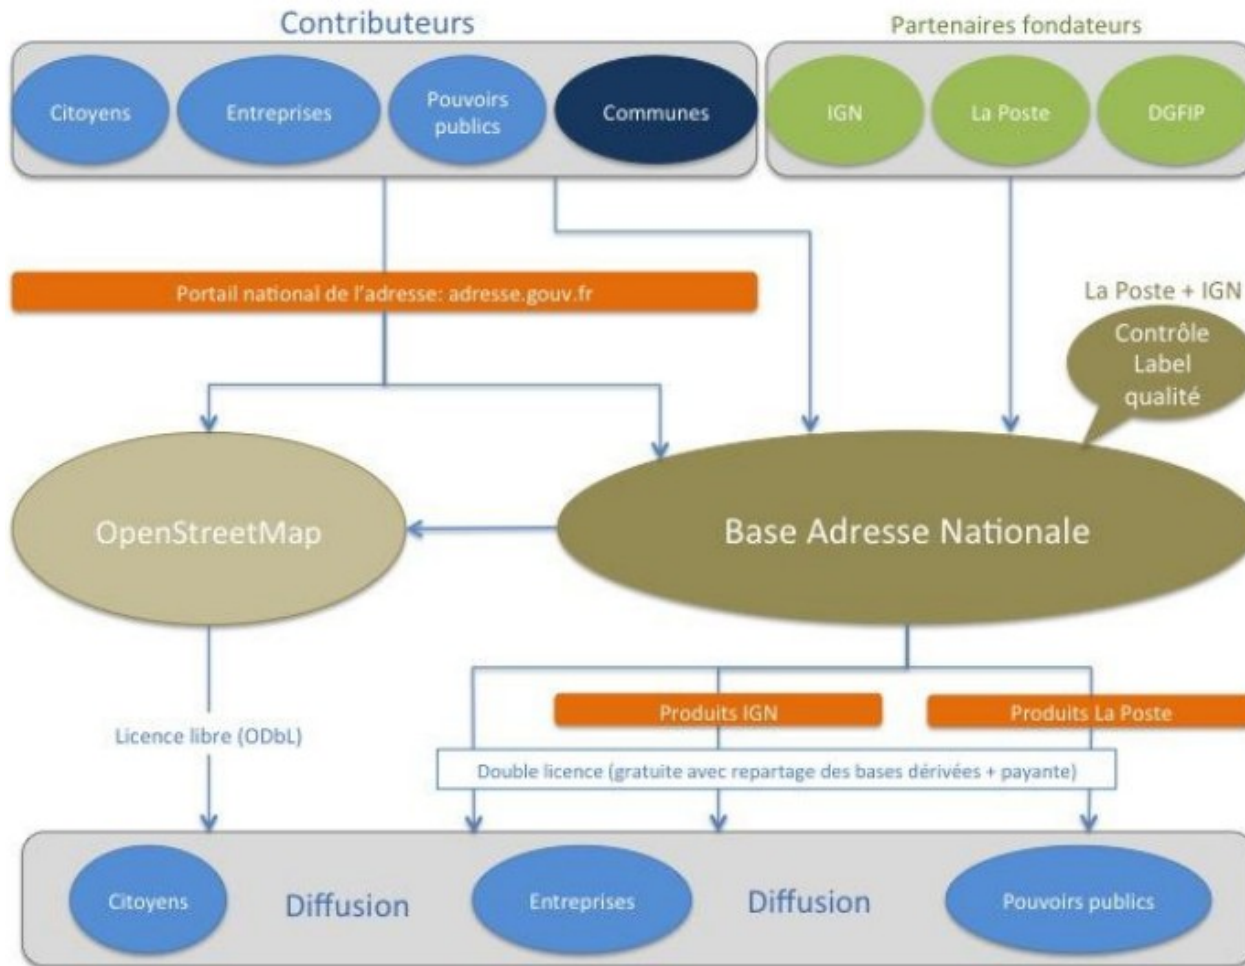 Contributeurs
Partenaires fondateurs
Citoyens
Entreprises
Pouvoirs
publics
Communes
IGN
La Poste
DGFIP
Portail national de l'adresse: adresse.gouv.fr
La Poste + IGN
Contrôle
Label
qualité
OpenStreetMap
Base Adresse Nationale
Produits IGN
Produits La Poste
Licence libre (ODbL)
Double licence (gratuite avec repartage des bases dérivées + payante)
Citoyens
Diffusion
Entreprises
Diffusion
Pouvoirs publics